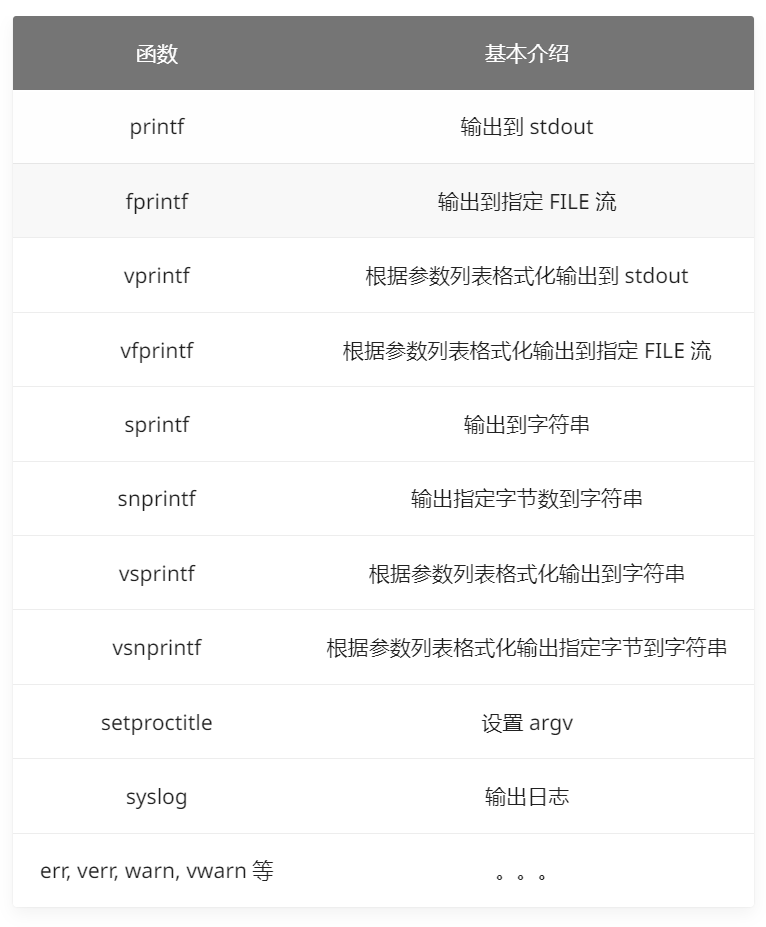 函数 基本介绍
printf 输出到 stdout
fprintf 输出到指定 FILE 流
vprintf 根据参数列表格式化输出到 stdout
vfprintf 根据参数列表格式化输出到指定 FILE 流
sprintf 输出到字符串
snprintf 输出指定字节数到字符串
vsprintf 根据参数列表格式化输出到字符串
vsnprintf 根据参数列表格式化输出指定字节到字符串
setproctitle 设置 argv
syslog 输出日志
err, verr, warn, vwarn 等 。。。